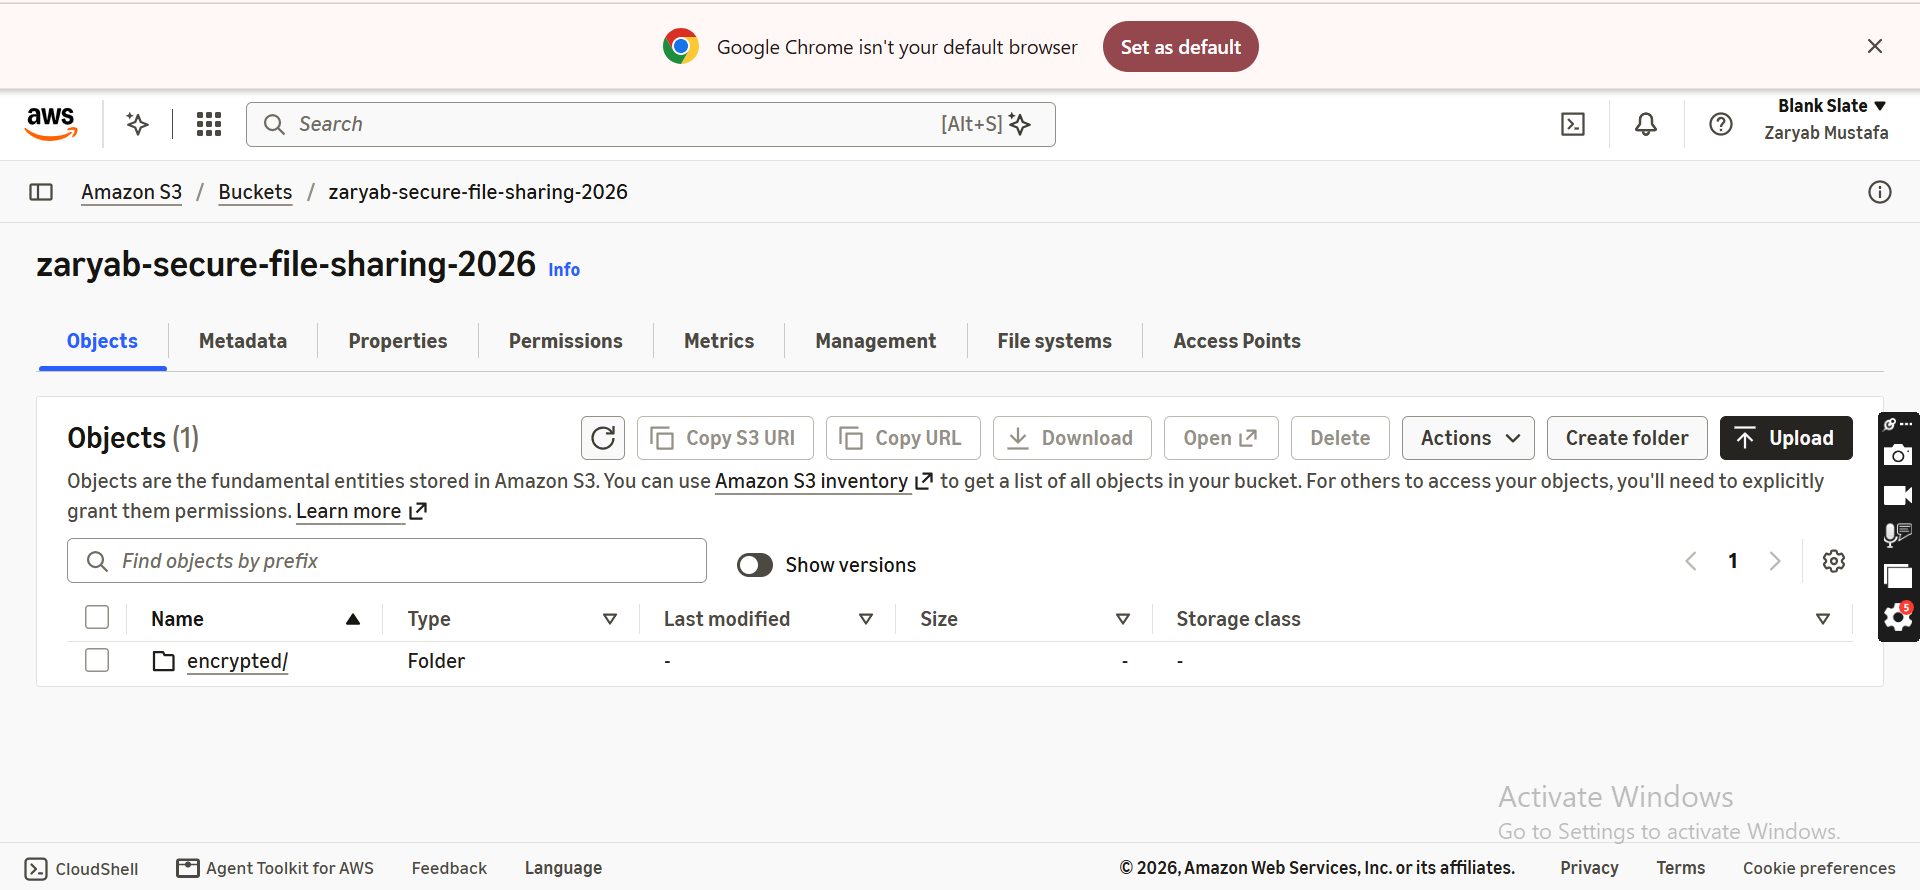 Google Chrome isn't your default browser Set as default
aws Search [Alt+S] Blank Slate
Zaryab Mustafa
Amazon S3 / Buckets / zaryab-secure-file-sharing-2026
zaryab-secure-file-sharing-2026 Info
Objects Metadata Properties Permissions Metrics Management File systems Access Points
Objects (1) Copy S3 URI Copy URL Download Open Delete Actions Create folder Upload
Objects are the fundamental entities stored in Amazon S3. You can use Amazon S3 inventory to get a list of all objects in your bucket. For others to access your objects, you'll need to explicitly
grant them permissions. Learn more
Find objects by prefix Show versions 1
Name Type Last modified Size Storage class
5
encrypted/ Folder - - -
Activate Windows
Go to Settings to activate Windows.
CloudShell Agent Toolkit for AWS Feedback Language © 2026, Amazon Web Services, Inc. or its affiliates. Privacy Terms Cookie preferences